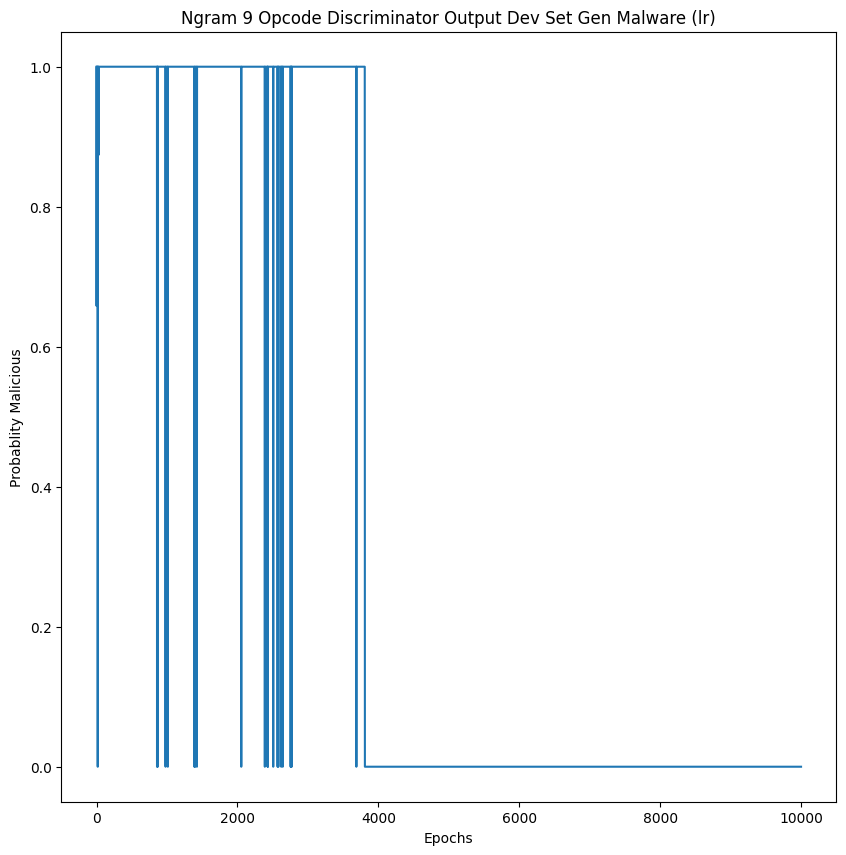 Ngram 9 Opcode Discriminator Output Dev Set Gen Malware (lr)
1.0
0.8
0.6
0.4
0.2
0.0
Probablity Malicious
0 2000 4000 6000 8000 10000
Epochs